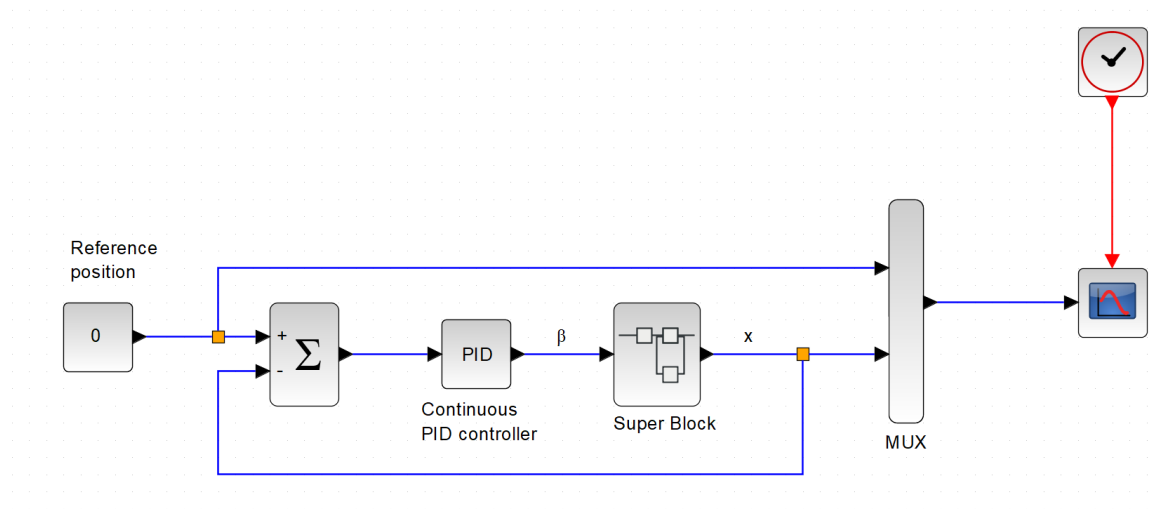 Reference
position
0
+
-
Σ
PID
β
x
Continuous
PID controller
Super Block
MUX